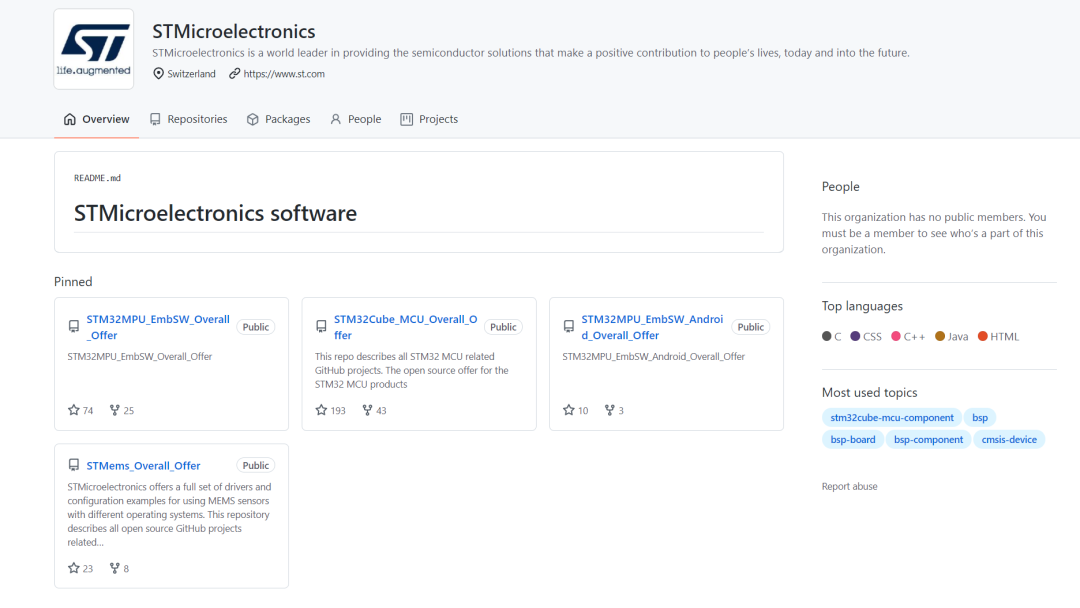 ST
life.augmented
STMicroelectronics
STMicroelectronics is a world leader in providing the semiconductor solutions that make a positive contribution to people's lives, today and into the future.
Switzerland https://www.st.com
Overview Repositories Packages People Projects
README.md
STMicroelectronics software
Pinned
STM32MPU_EmbSW_Overall
_Offer
Public
STM32MPU_EmbSW_Overall_Offer
74 25
STM32Cube_MCU_Overall_O
ffer
Public
This repo describes all STM32 MCU related
GitHub projects. The open source offer for the
STM32 MCU products
193 43
STM32MPU_EmbSW_Androi
d_Overall_Offer
Public
STM32MPU_EmbSW_Android_Overall_Offer
10 3
STMems_Overall_Offer
Public
STMicroelectronics offers a full set of drivers and
configuration examples for using MEMS sensors
with different operating systems. This repository
describes all open source GitHub projects
related...
23 8
People
This organization has no public members. You
must be a member to see who's a part of this
organization.
Top languages
C CSS C++ Java HTML
Most used topics
stm32cube-mcu-component bsp
bsp-board bsp-component cmsis-device
Report abuse